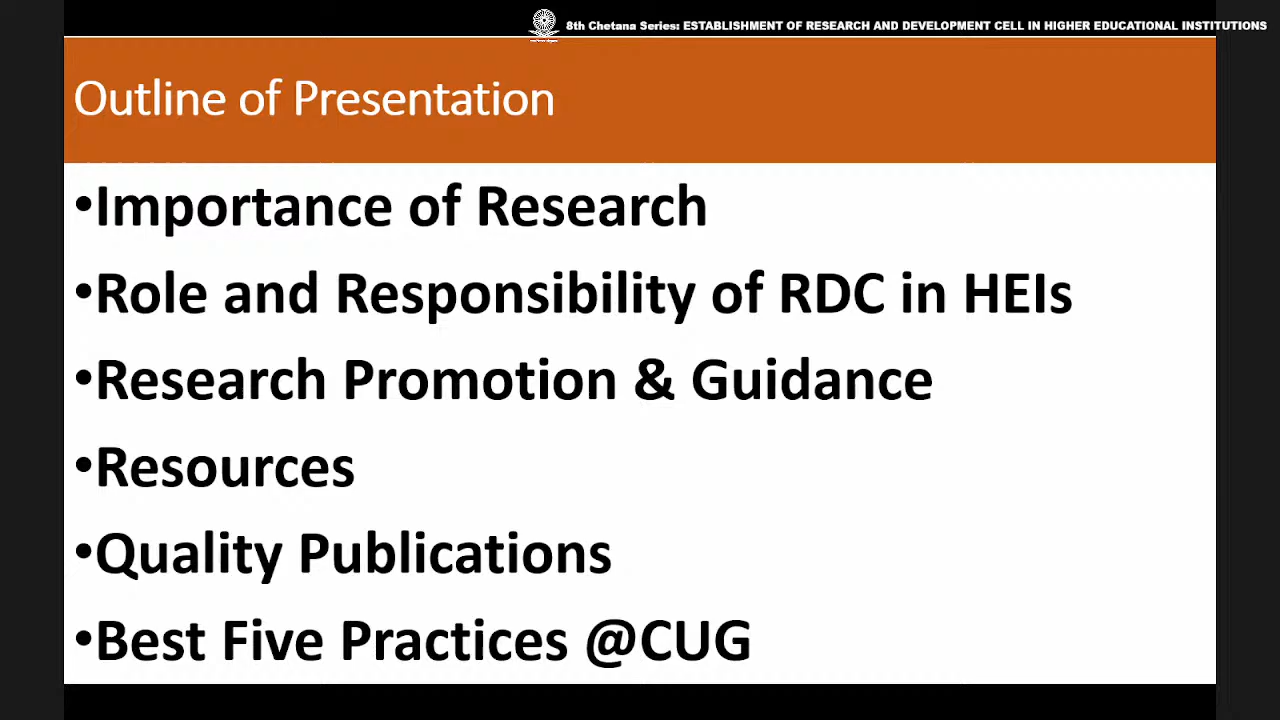 8th Chetana Series: ESTABLISHMENT OF RESEARCH AND DEVELOPMENT CELL IN HIGHER EDUCATIONAL INSTITUTIONS
Outline of Presentation
•Importance of Research
•Role and Responsibility of RDC in HEIs
•Research Promotion & Guidance
•Resources
•Quality Publications
•Best Five Practices @CUG